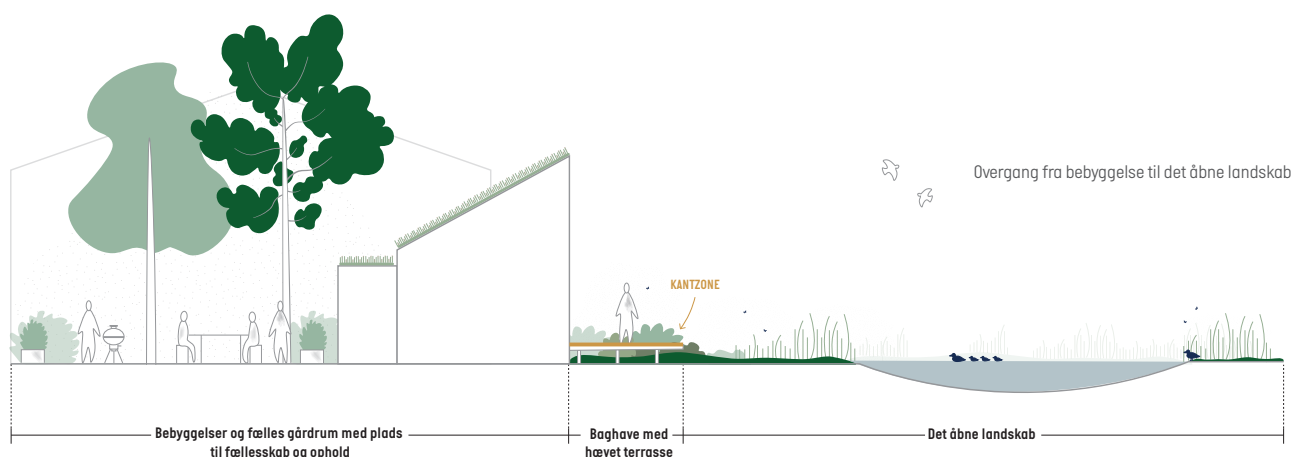 Overgang fra bebyggelse til det åbne landskab
KANTZONE
Bebyggelser og fælles gårdrum med plads
til fællesskab og ophold
Baghave med
hævet terrasse
Det åbne landskab